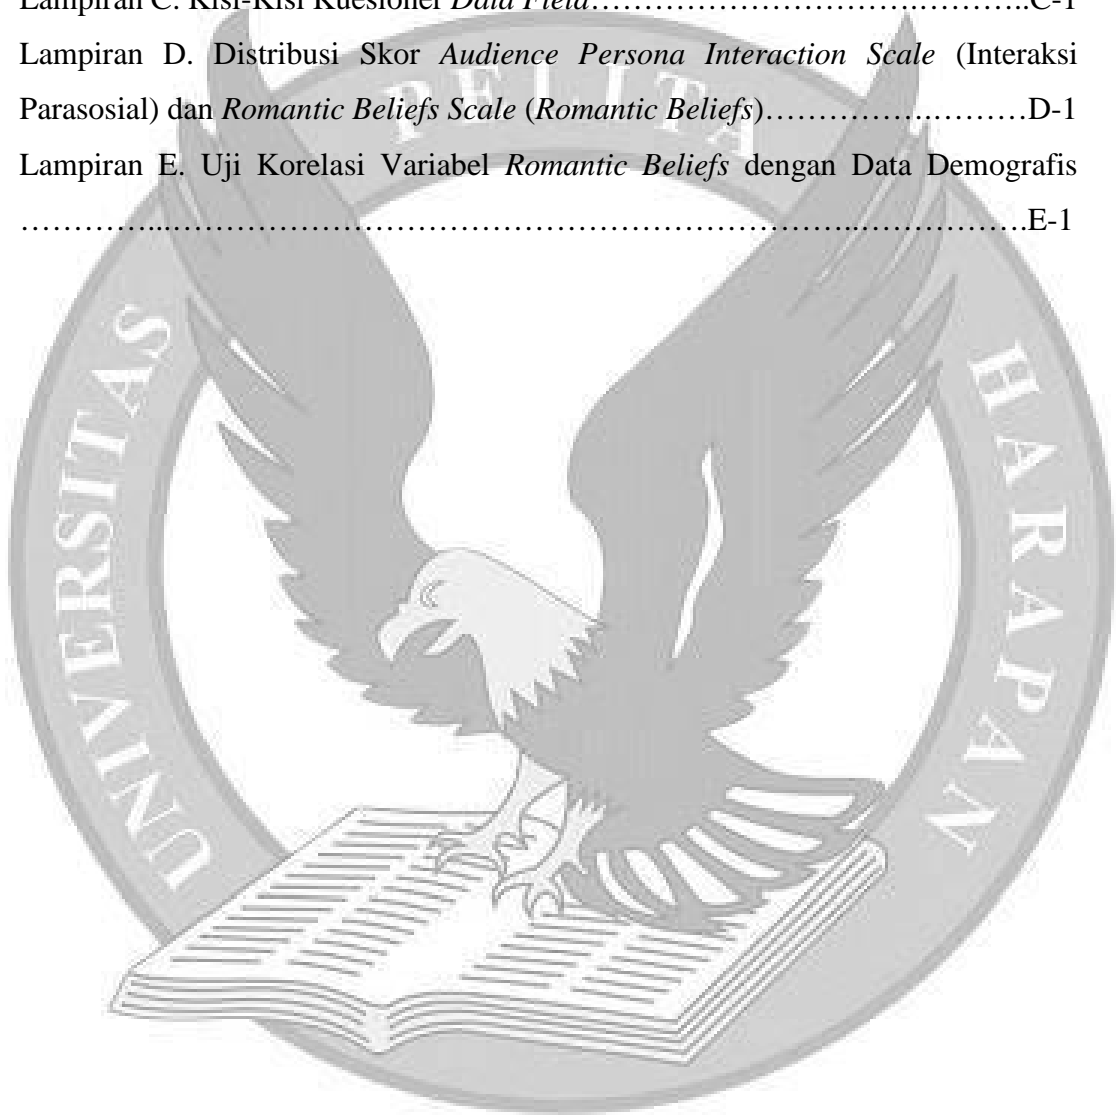 Lampiran C. Kisi-Kisi Kuesioner Data Field…………………………….………..C-1
Lampiran D. Distribusi Skor Audience Persona Interaction Scale (Interaksi
Parasosial) dan Romantic Beliefs Scale (Romantic Beliefs)…………….………D-1
Lampiran E. Uji Korelasi Variabel Romantic Beliefs dengan Data Demografis
…………...…………………………………………………………..……………….E-1
UNIVERSITAS
PELITA
HARAPAN